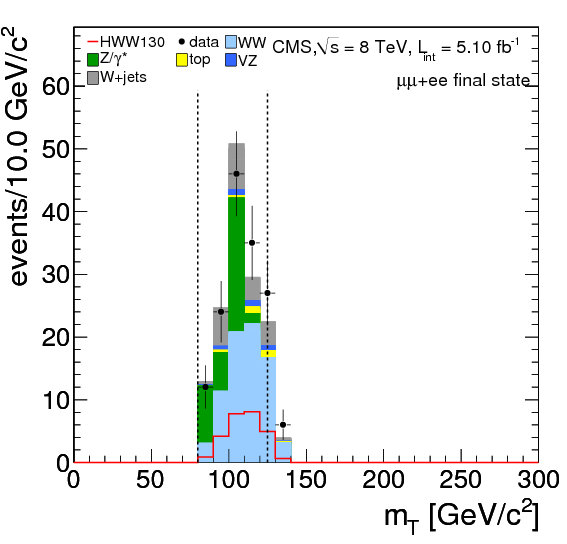 HWW130 data WW
Z/γ* top VZ
W+jets
CMS,√s = 8 TeV, L_int = 5.10 fb⁻¹
μμ+ee final state
events/10.0 GeV/c²
60
50
40
30
20
10
0
0 50 100 150 200 250 300
m_T [GeV/c²]